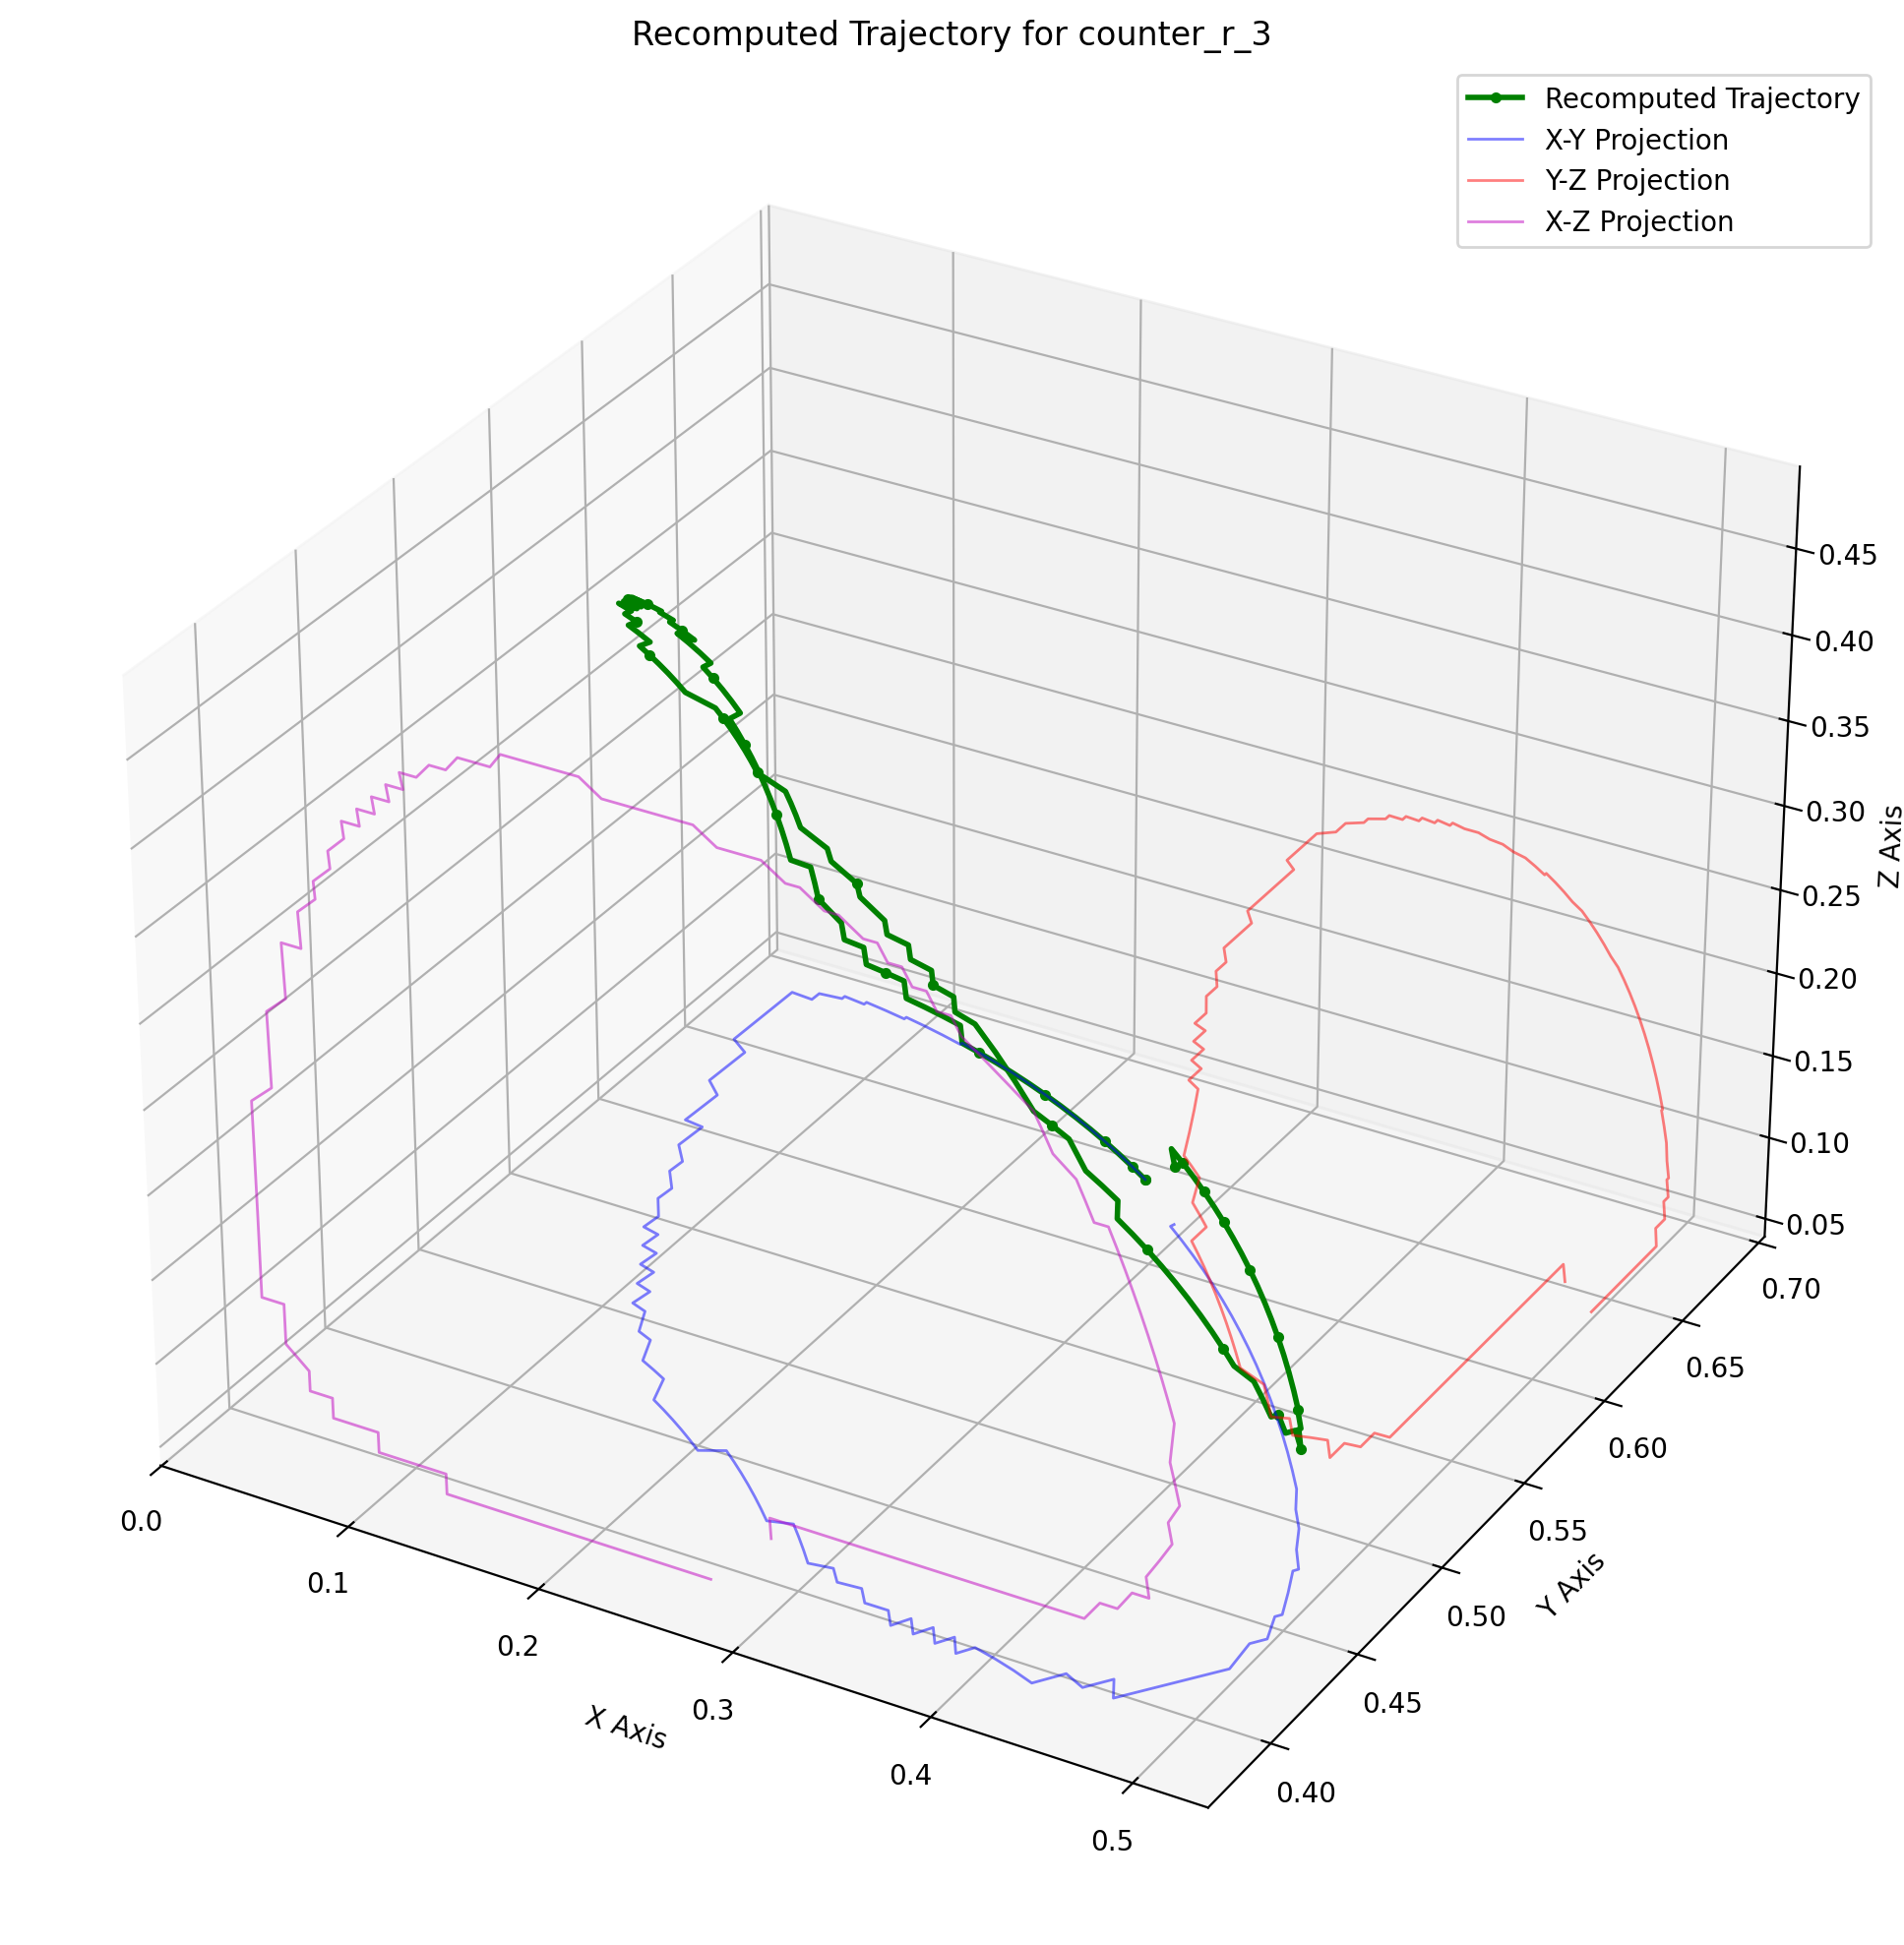 Recomputed Trajectory for counter_r_3
Recomputed Trajectory
X-Y Projection
Y-Z Projection
X-Z Projection
0.45
0.40
0.35
0.30
0.25
0.20
0.15
0.10
0.05
Z Axis
0.70
0.65
0.60
0.55
0.50
0.45
0.40
Y Axis
0.0
0.1
0.2
0.3
0.4
0.5
X Axis